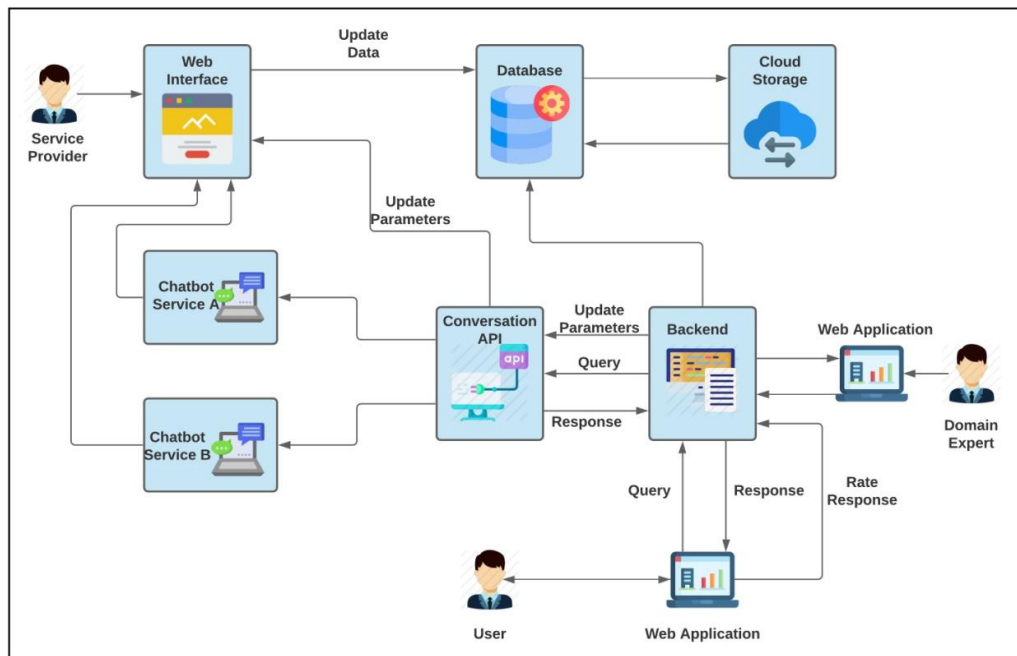 Update
Data
Web
Interface
Database
Cloud
Storage
Service
Provider
Update
Parameters
Chatbot
Service A
Conversation
API
api
Update
Parameters
Backend
Web Application
Query
Response
Chatbot
Service B
Domain
Expert
Query
Response
Rate
Response
User
Web Application